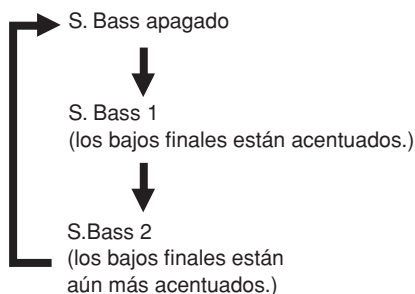 S. Bass apagado
S. Bass 1
(los bajos finales están acentuados.)
S.Bass 2
(los bajos finales están
aún más acentuados.)